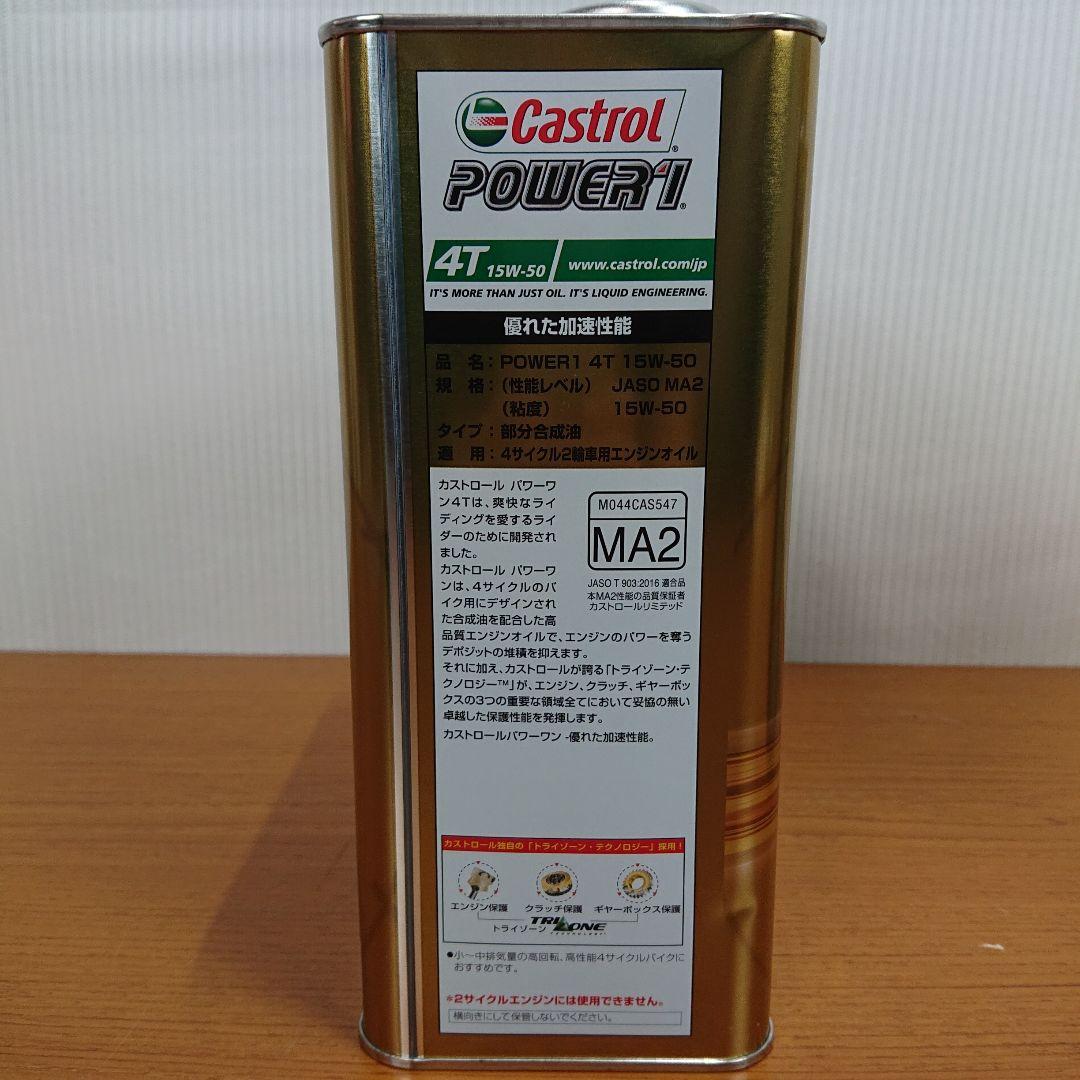 Castrol
POWER1
4T 15W-50 www.castrol.com/jp
IT'S MORE THAN JUST OIL. IT'S LIQUID ENGINEERING.
優れた加速性能
品 名：POWER1 4T 15W-50
規 格：（性能レベル） JASO MA2
（粘度） 15W-50
タイプ：部分合成油
適 用：4サイクル2輪車用エンジンオイル
カストロール パワーワ
ン4Tは、爽快なライ
ディングを愛するライ
ダーのために開発され
ました。
カストロール パワーワ
ンは、4サイクルのバ
イク用にデザインされ
た合成油を配合した高
品質エンジンオイルで、エンジンのパワーを奪う
デポジットの堆積を抑えます。
それに加え、カストロールが誇る「トライゾーン・テ
クノロジー™」が、エンジン、クラッチ、ギヤーボッ
クスの3つの重要な領域全てにおいて妥協の無い
卓越した保護性能を発揮します。
カストロールパワーワン -優れた加速性能。
M044CAS547
MA2
JASO T 903:2016 適合品
本MA2性能の品質保証者
カストロールリミテッド
カストロール独自の「トライゾーン・テクノロジー」採用！
エンジン保護 クラッチ保護 ギヤーボックス保護
トライゾーン TRIZONE
TECHNOLOGY
●小〜中排気量の高回転、高性能4サイクルバイクに
おすすめです。
*2サイクルエンジンには使用できません。
横向きにして保管しないでください。